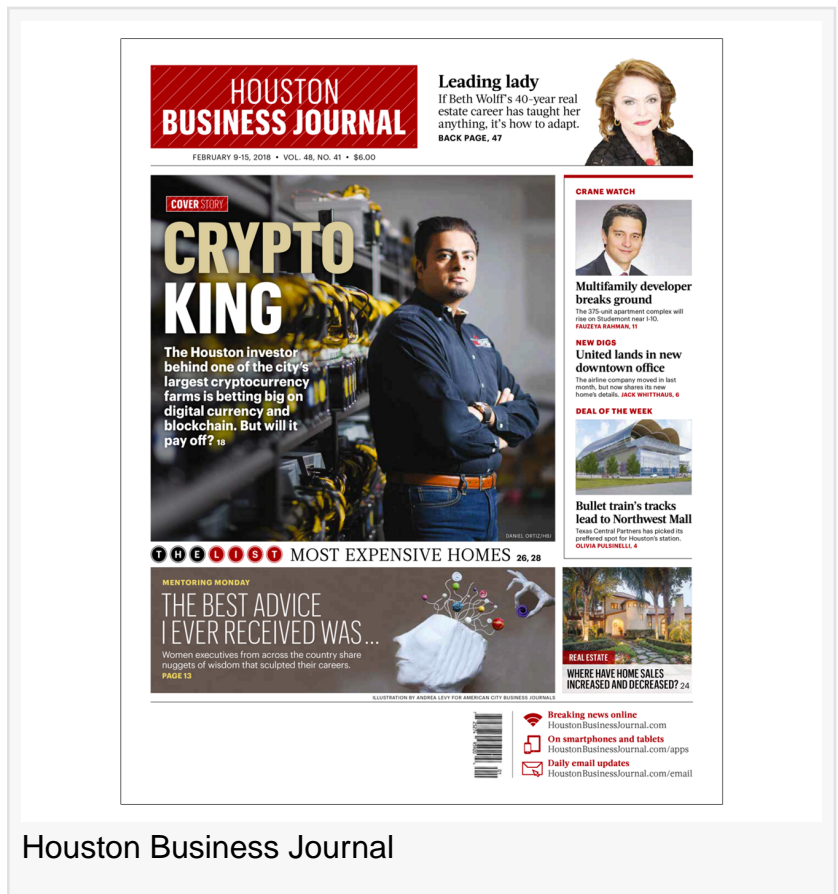 HOUSTON
BUSINESS JOURNAL
FEBRUARY 9-15, 2018 • VOL. 48, NO. 41 • $6.00
Leading lady
If Beth Wolff's 40-year real
estate career has taught her
anything, it's how to adapt.
BACK PAGE, 47
COVER STORY
CRYPTO
KING
The Houston investor
behind one of the city's
largest cryptocurrency
farms is betting big on
digital currency and
blockchain. But will it
pay off? 18
DANIEL ORTIZ/HBJ
CRANE WATCH
Multifamily developer
breaks ground
The 375-unit apartment complex will
rise on Studemont near I-10.
FAUZEYA RAHMAN, 11
NEW DIGS
United lands in new
downtown office
The airline company moved in last
month, but now shares its new
home's details. JACK WHITTHAUS, 6
DEAL OF THE WEEK
Bullet train's tracks
lead to Northwest Mall
Texas Central Partners has picked its
preffered spot for Houston's station.
OLIVIA PULSINELLI, 4
THE LIST MOST EXPENSIVE HOMES 26, 28
MENTORING MONDAY
THE BEST ADVICE
I EVER RECEIVED WAS...
Women executives from across the country share
nuggets of wisdom that sculpted their careers.
PAGE 13
ILLUSTRATION BY ANDREA LEVY FOR AMERICAN CITY BUSINESS JOURNALS
REAL ESTATE
WHERE HAVE HOME SALES
INCREASED AND DECREASED? 24
Breaking news online
HoustonBusinessJournal.com
On smartphones and tablets
HoustonBusinessJournal.com/apps
Daily email updates
HoustonBusinessJournal.com/email
Houston Business Journal